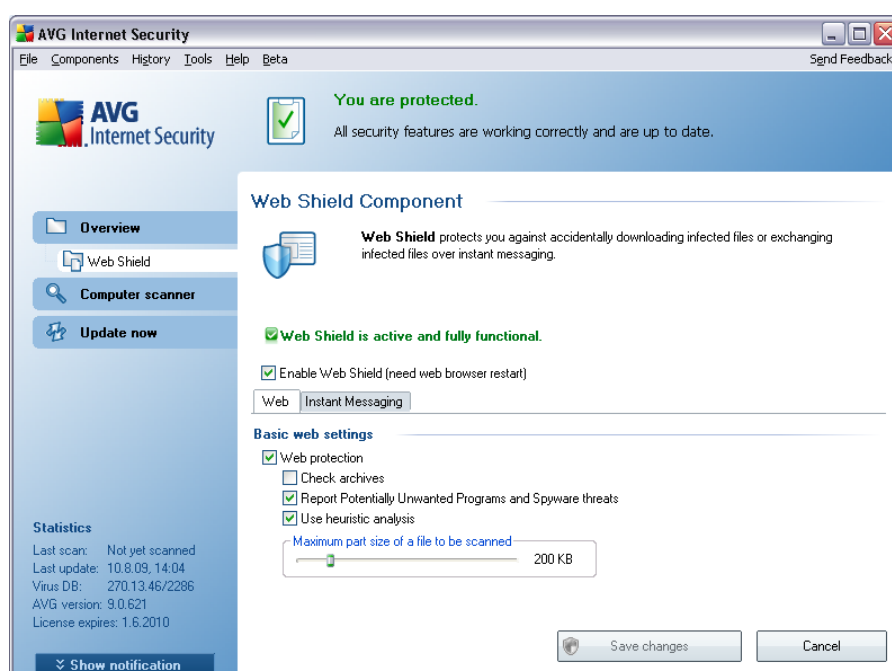 AVG Internet Security
File Components History Tools Help Beta Send Feedback
AVG
Internet Security
You are protected.
All security features are working correctly and are up to date.
Overview
Web Shield
Computer scanner
Update now
Statistics
Last scan: Not yet scanned
Last update: 10.8.09, 14:04
Virus DB: 270.13.46/2286
AVG version: 9.0.621
License expires: 1.6.2010
Show notification
Web Shield Component
Web Shield protects you against accidentally downloading infected files or exchanging
infected files over instant messaging.
Web Shield is active and fully functional.
Enable Web Shield (need web browser restart)
Web Instant Messaging
Basic web settings
Web protection
Check archives
Report Potentially Unwanted Programs and Spyware threats
Use heuristic analysis
Maximum part size of a file to be scanned
200 KB
Save changes Cancel